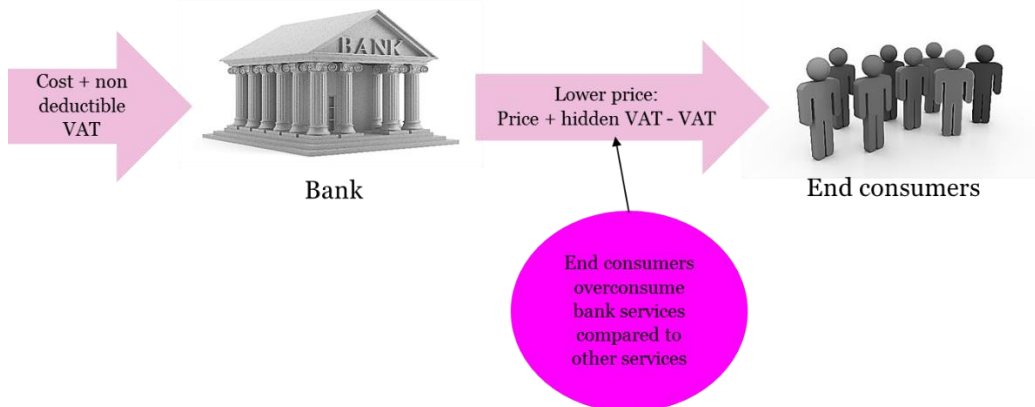 BANK
Cost + non
deductible
VAT
Lower price:
Price + hidden VAT - VAT
Bank
End consumers
End consumers
overconsume
bank services
compared to
other services